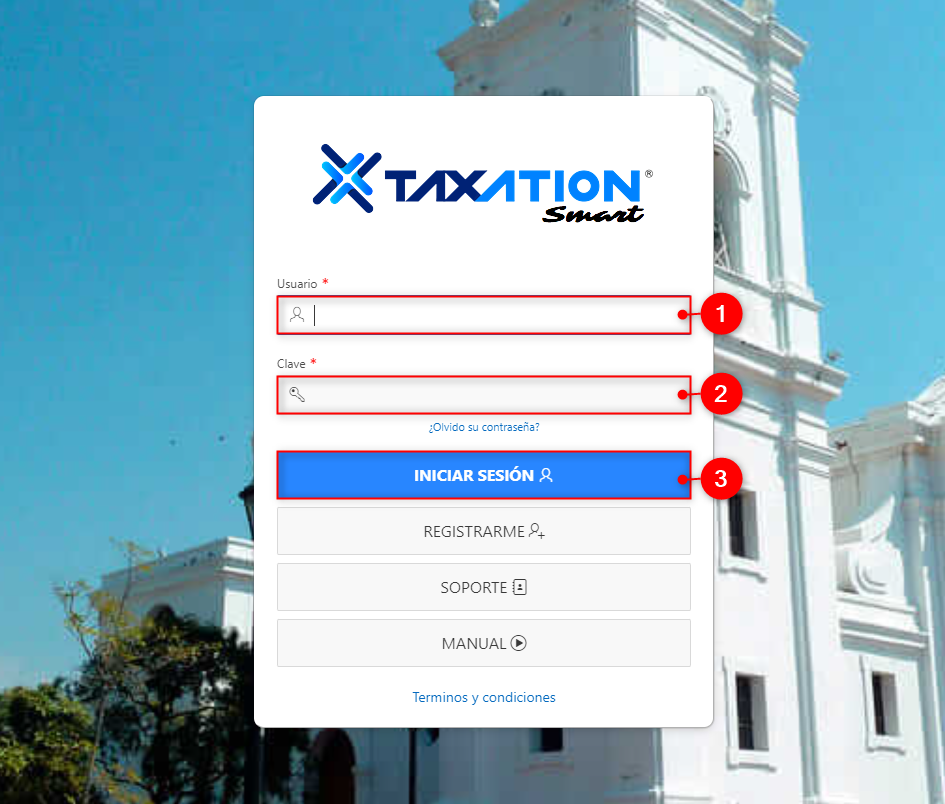 TAXATION®
Smart
Usuario *
1
Clave *
2
¿Olvido su contraseña?
INICIAR SESIÓN
3
REGISTRARME
SOPORTE
MANUAL
Terminos y condiciones